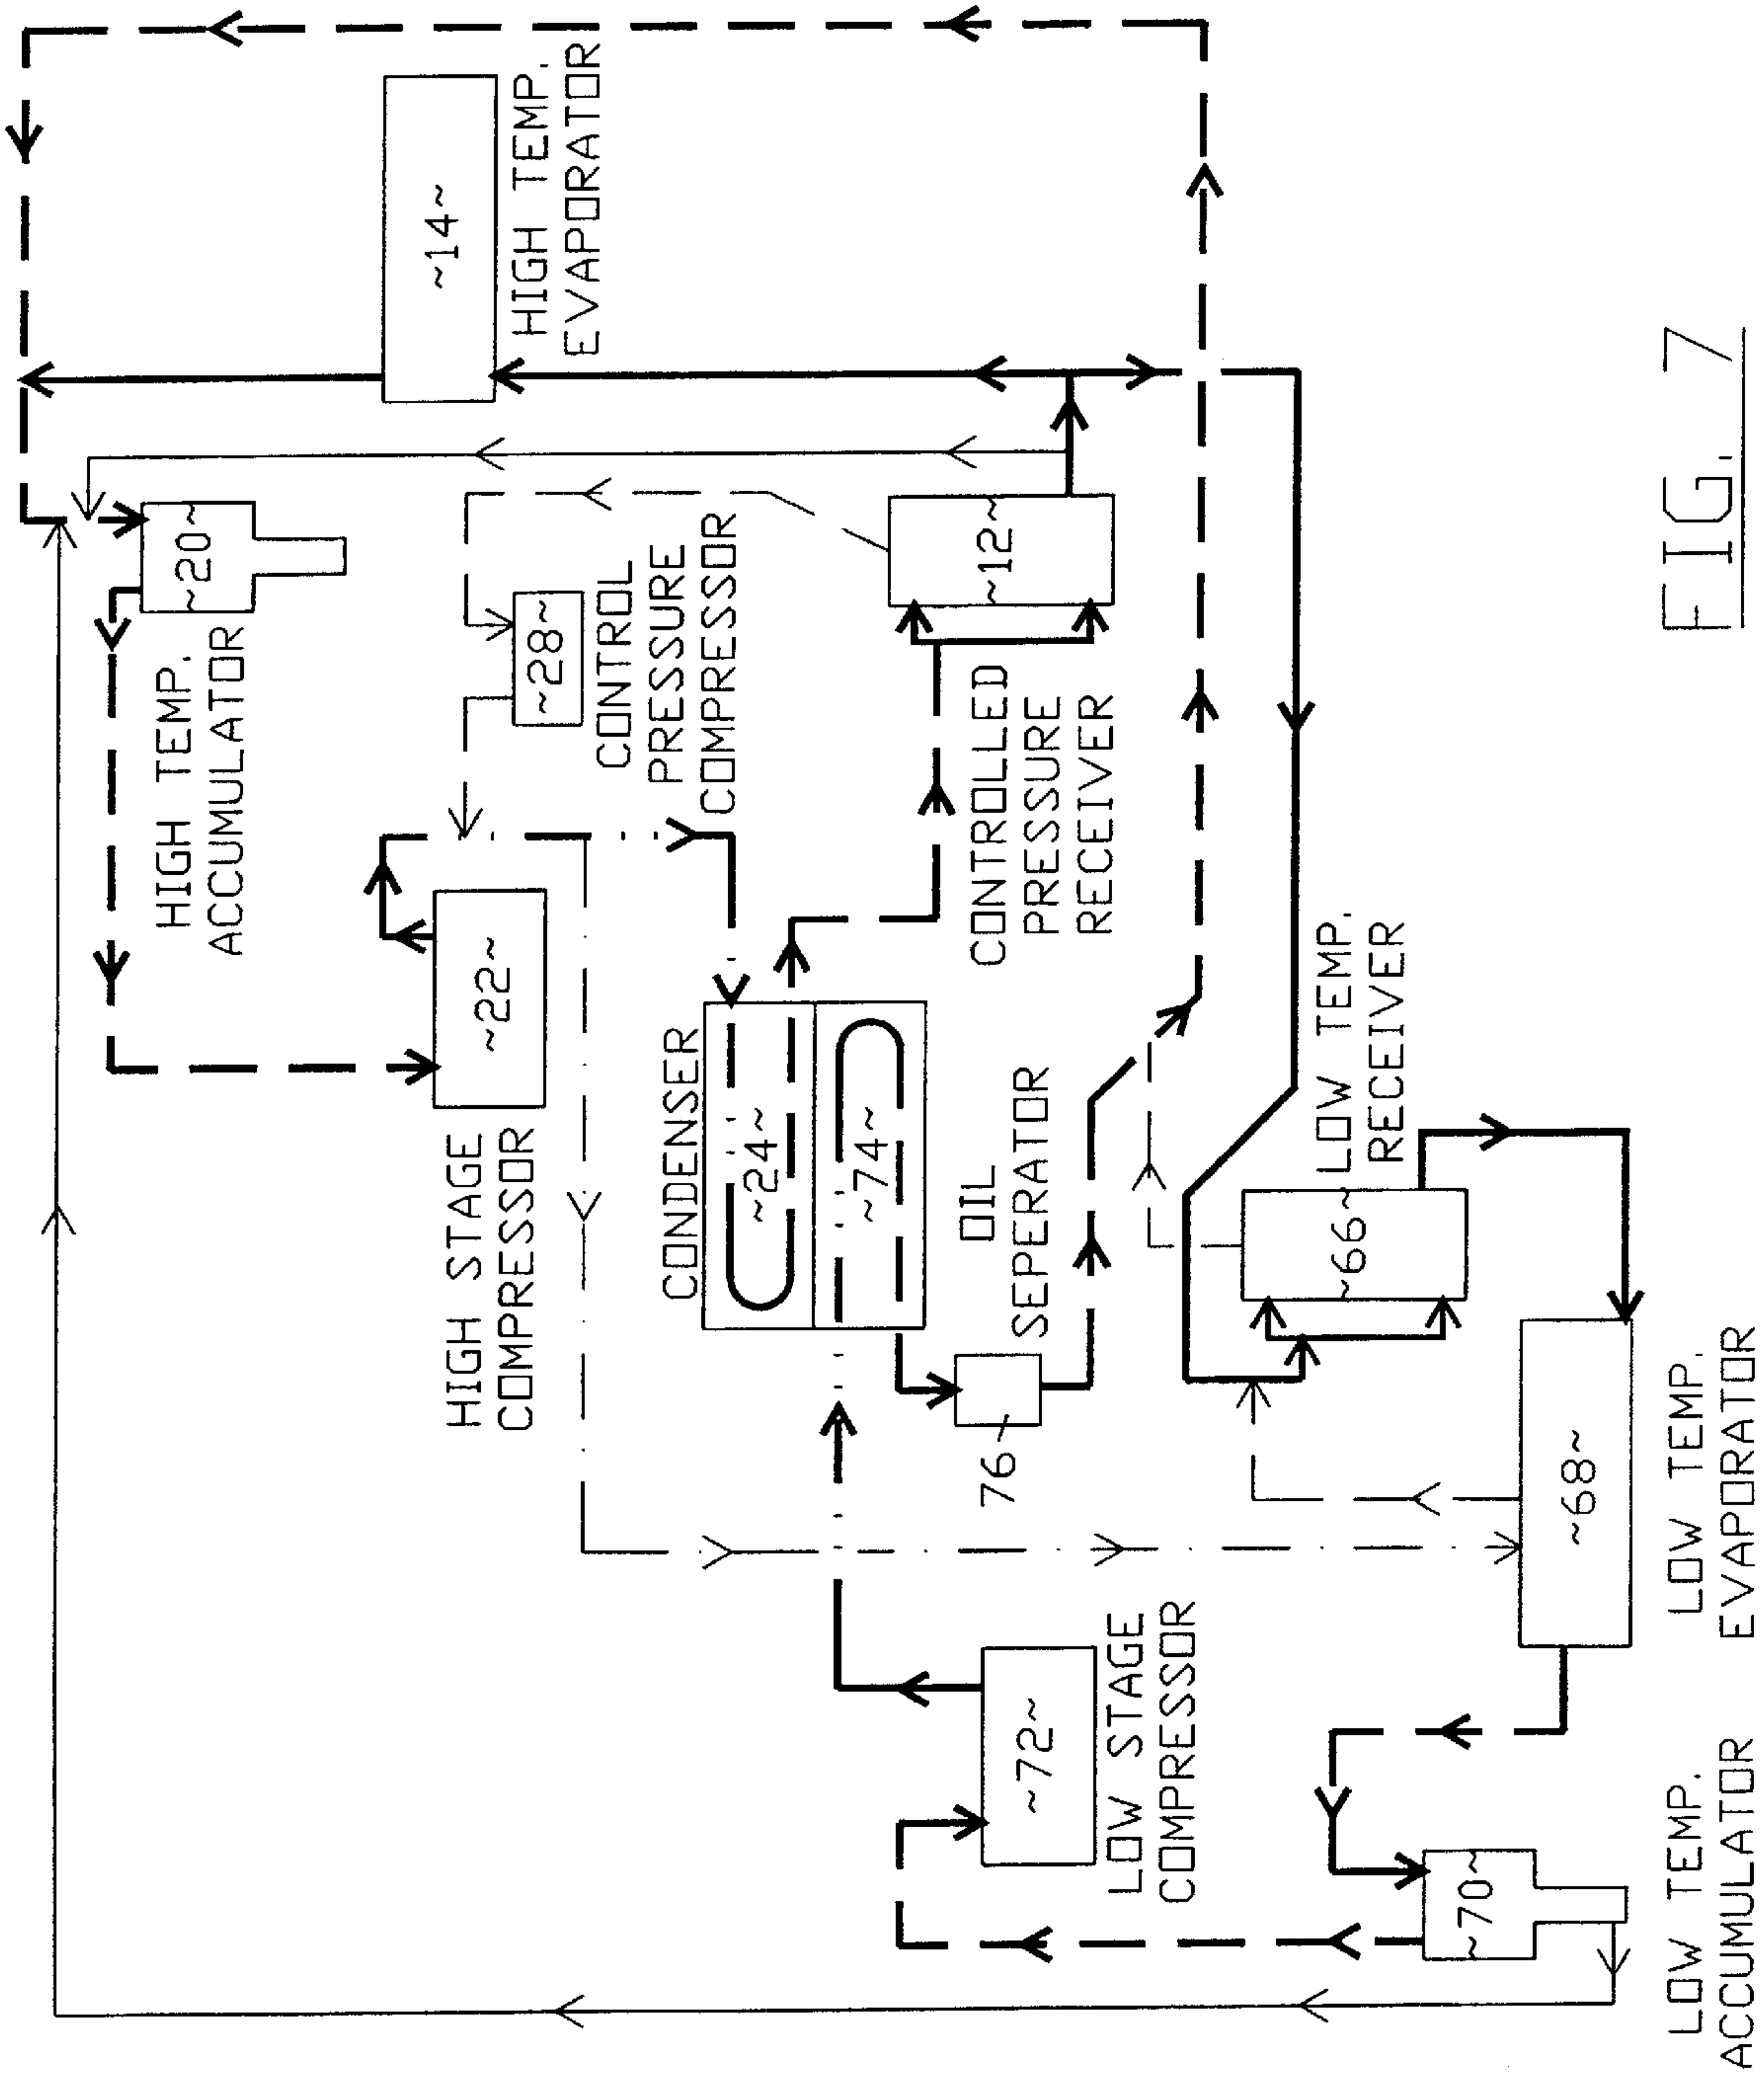 ~14~
HIGH TEMP.
EVAPORATOR
~20~
HIGH TEMP.
ACCUMULATOR
~28~
CONTROL
PRESSURE
COMPRESSOR
~12~
CONTROLLED
PRESSURE
RECEIVER
~22~
HIGH STAGE
COMPRESSOR
CONDENSER
~24~
~74~
OIL
SEPERATOR
76
LOW TEMP.
RECEIVER
~66~
~68~
LOW TEMP.
EVAPORATOR
~72~
LOW STAGE
COMPRESSOR
~70~
LOW TEMP.
ACCUMULATOR
FIG. 7